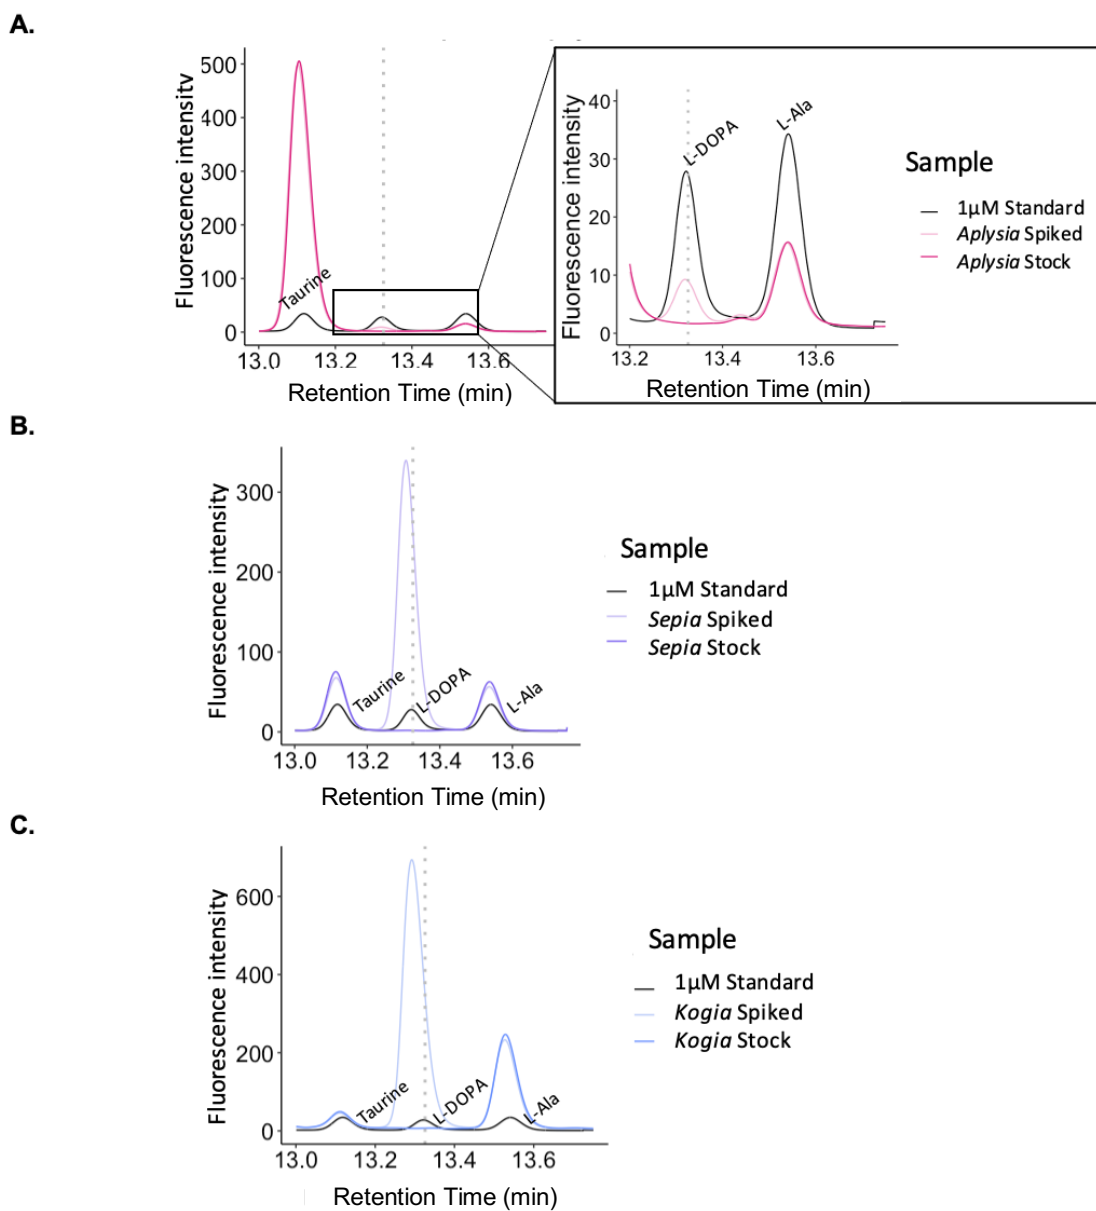 A.
Fluorescence intensity
500
400
300
200
100
0
Taurine
13.0 13.2 13.4 13.6
Retention Time (min)
Fluorescence intensity
40
30
20
10
0
L-DOPA
L-Ala
13.2 13.4 13.6
Retention Time (min)
Sample
1µM Standard
Aplysia Spiked
Aplysia Stock
B.
Fluorescence intensity
300
200
100
0
Taurine
L-DOPA
L-Ala
13.0 13.2 13.4 13.6
Retention Time (min)
Sample
1µM Standard
Sepia Spiked
Sepia Stock
C.
Fluorescence intensity
600
400
200
0
Taurine
L-DOPA
L-Ala
13.0 13.2 13.4 13.6
Retention Time (min)
Sample
1µM Standard
Kogia Spiked
Kogia Stock